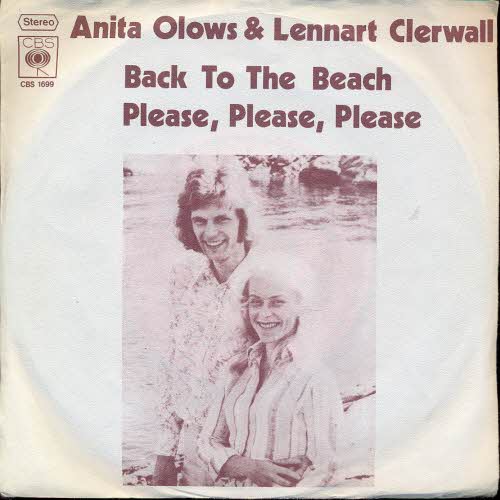 Stereo
CBS
CBS 1699
Anita Olows & Lennart Clerwall
Back To The Beach
Please, Please, Please